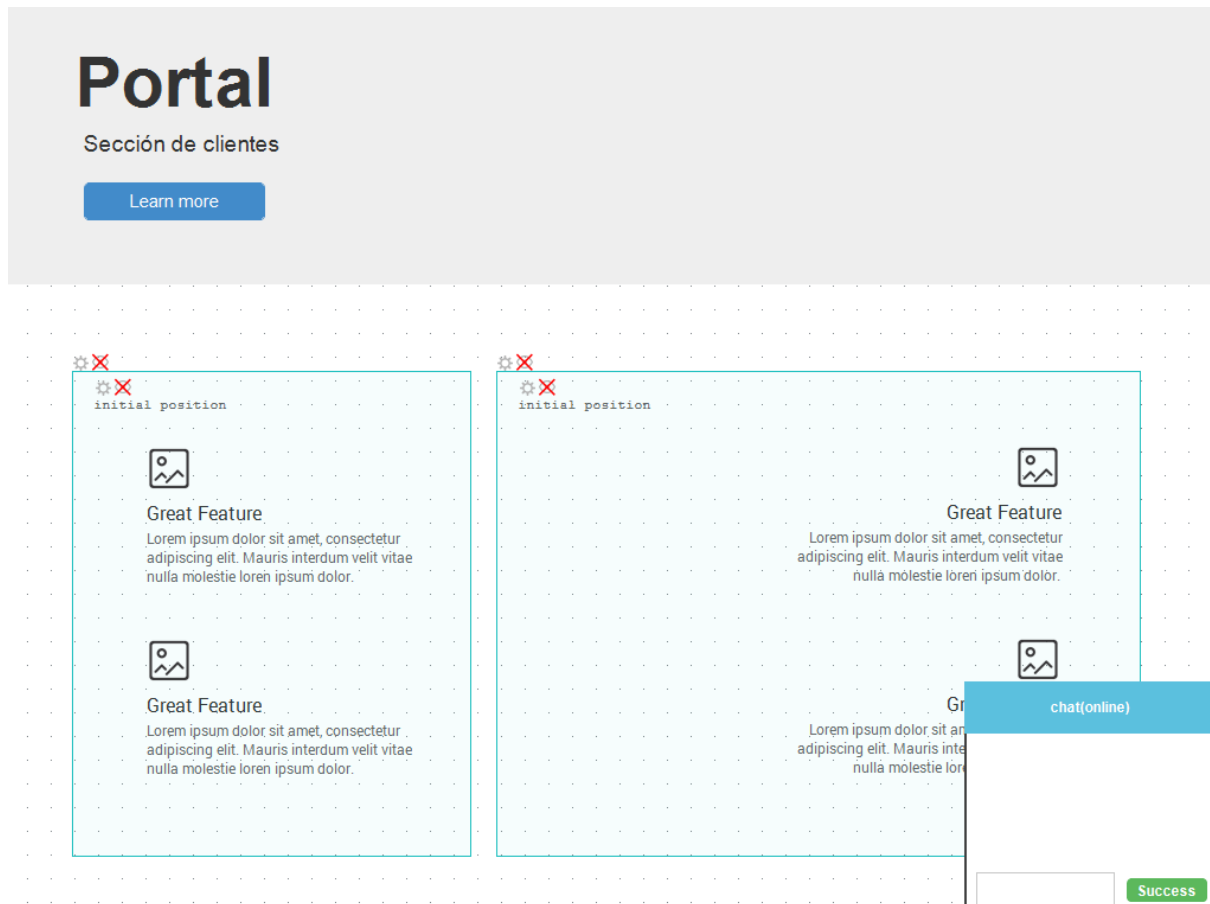 Portal
Sección de clientes
Learn more
initial position
Great Feature
Lorem ipsum dolor sit amet, consectetur
adipiscing elit. Mauris interdum velit vitae
nulla molestie loren ipsum dolor.
Great Feature
Lorem ipsum dolor sit amet, consectetur
adipiscing elit. Mauris interdum velit vitae
nulla molestie loren ipsum dolor.
initial position
Great Feature
Lorem ipsum dolor sit amet, consectetur
adipiscing elit. Mauris interdum velit vitae
nulla molestie loren ipsum dolor.
Lorem ipsum dolor sit
adipiscing elit. Mauris
nulla molestie
chat(online)
Success